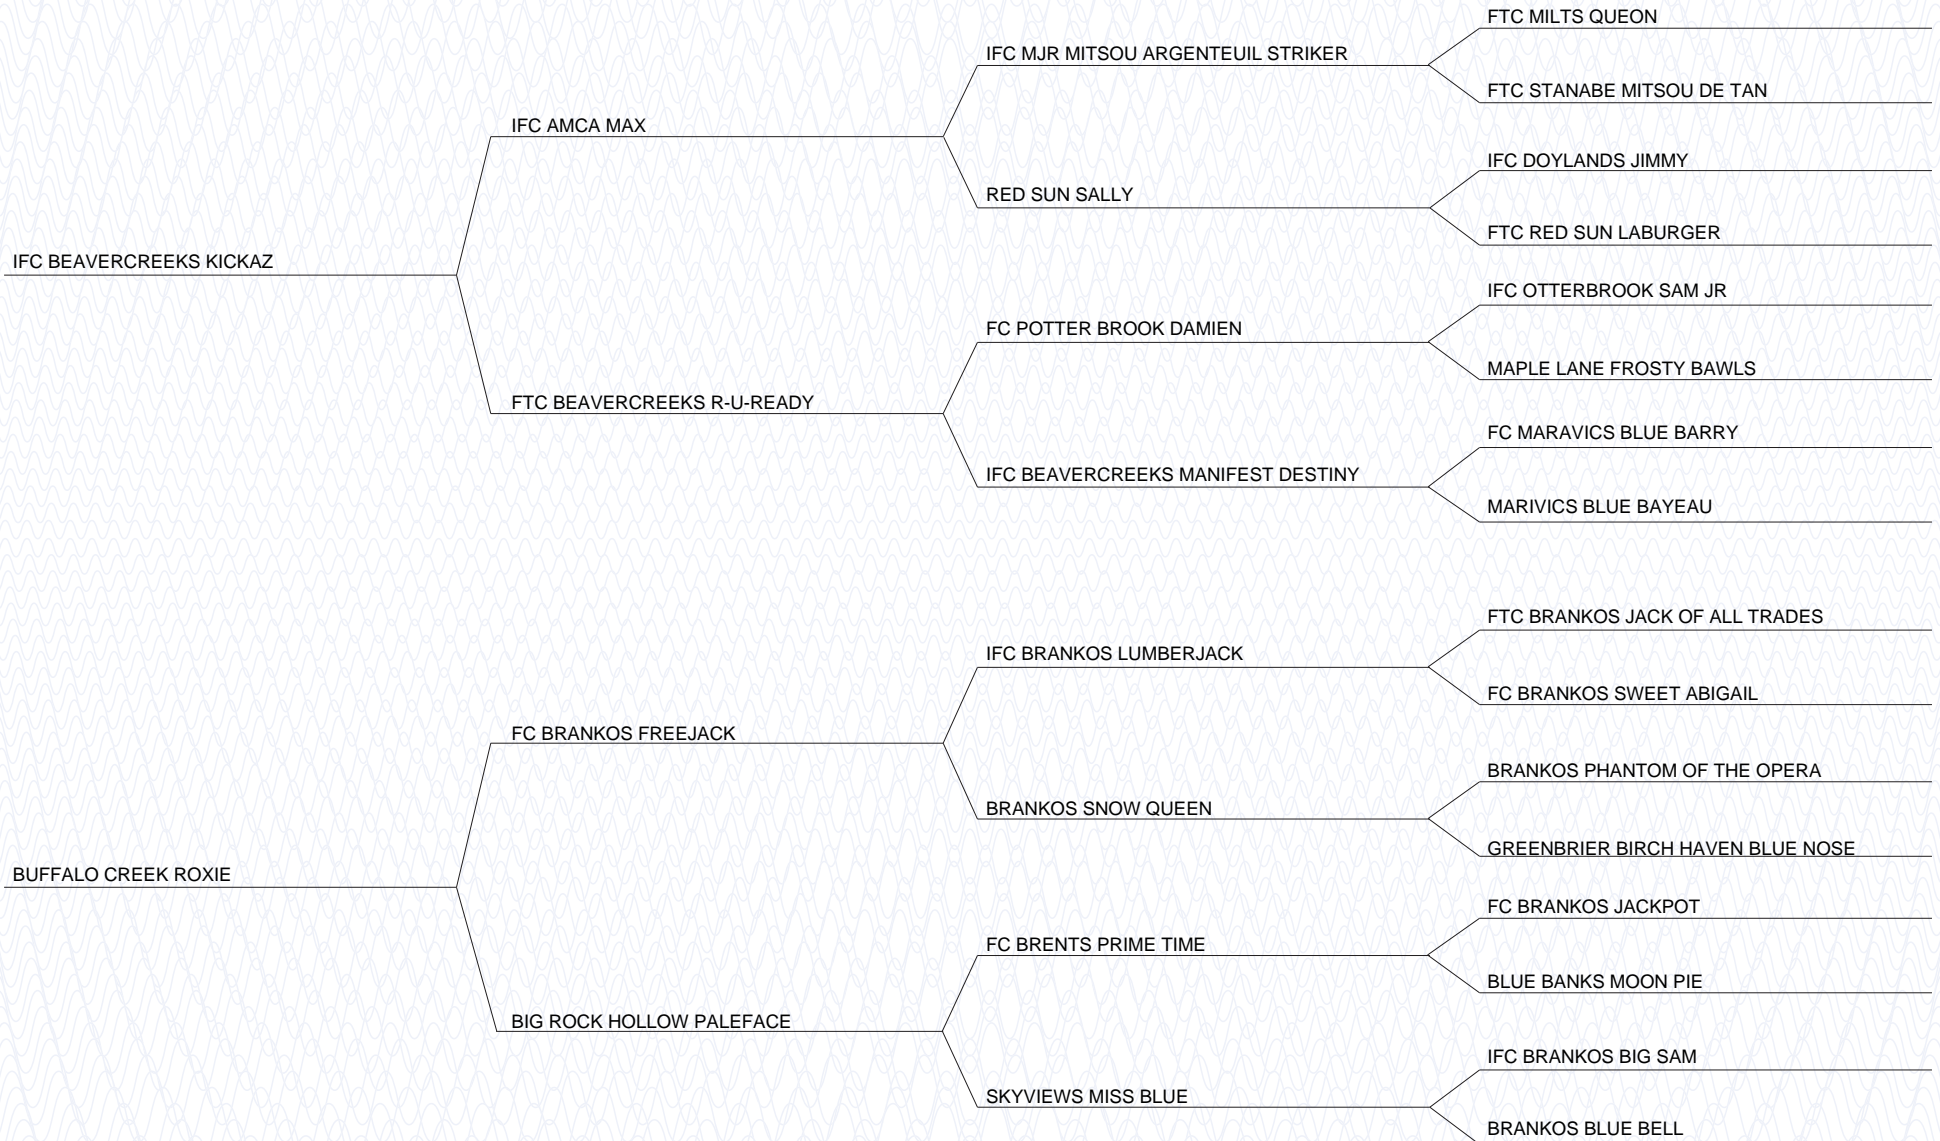 FTC MILTS QUEON
IFC MJR MITSOU ARGENTEUIL STRIKER
FTC STANABE MITSOU DE TAN
IFC AMCA MAX
IFC DOYLANDS JIMMY
RED SUN SALLY
FTC RED SUN LABURGER
IFC BEAVERCREEKS KICKAZ
IFC OTTERBROOK SAM JR
FC POTTER BROOK DAMIEN
MAPLE LANE FROSTY BAWLS
FTC BEAVERCREEKS R-U-READY
FC MARAVICS BLUE BARRY
IFC BEAVERCREEKS MANIFEST DESTINY
MARIVICS BLUE BAYEAU
FTC BRANKOS JACK OF ALL TRADES
IFC BRANKOS LUMBERJACK
FC BRANKOS SWEET ABIGAIL
FC BRANKOS FREEJACK
BRANKOS PHANTOM OF THE OPERA
BRANKOS SNOW QUEEN
GREENBRIER BIRCH HAVEN BLUE NOSE
BUFFALO CREEK ROXIE
FC BRANKOS JACKPOT
FC BRENTS PRIME TIME
BLUE BANKS MOON PIE
BIG ROCK HOLLOW PALEFACE
IFC BRANKOS BIG SAM
SKYVIEWS MISS BLUE
BRANKOS BLUE BELL